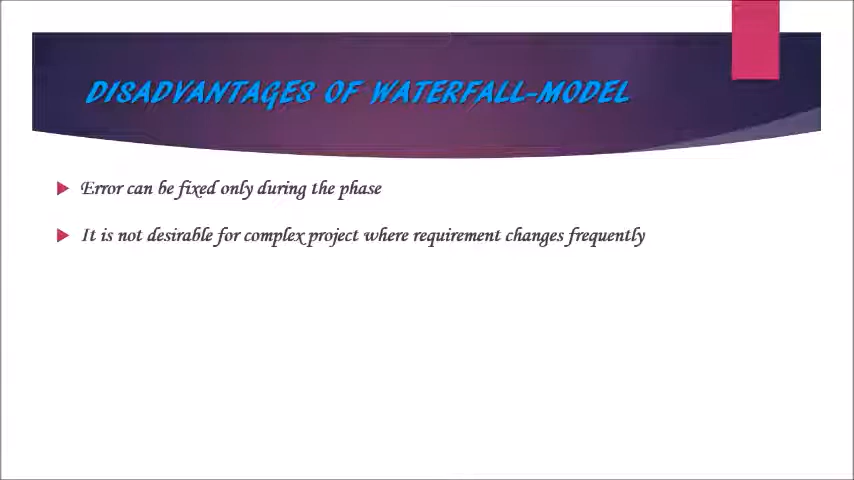 DISADVANTAGES OF WATERFALL-MODEL
Error can be fixed only during the phase
It is not desirable for complex project where requirement changes frequently